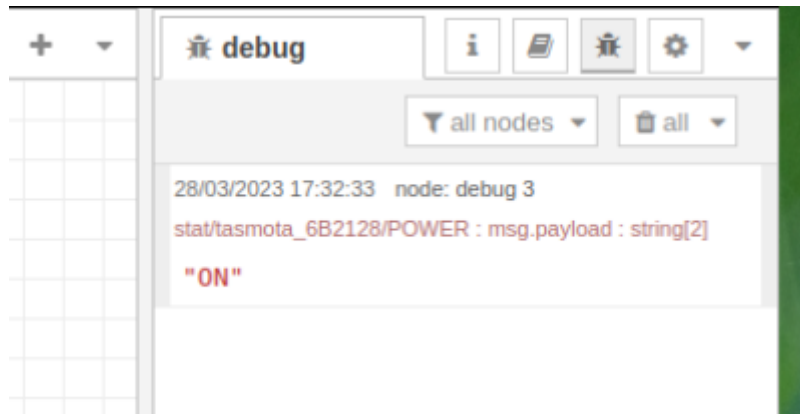 debug
all nodes all
28/03/2023 17:32:33 node: debug 3
stat/tasmota_6B2128/POWER : msg.payload : string[2]
"ON"